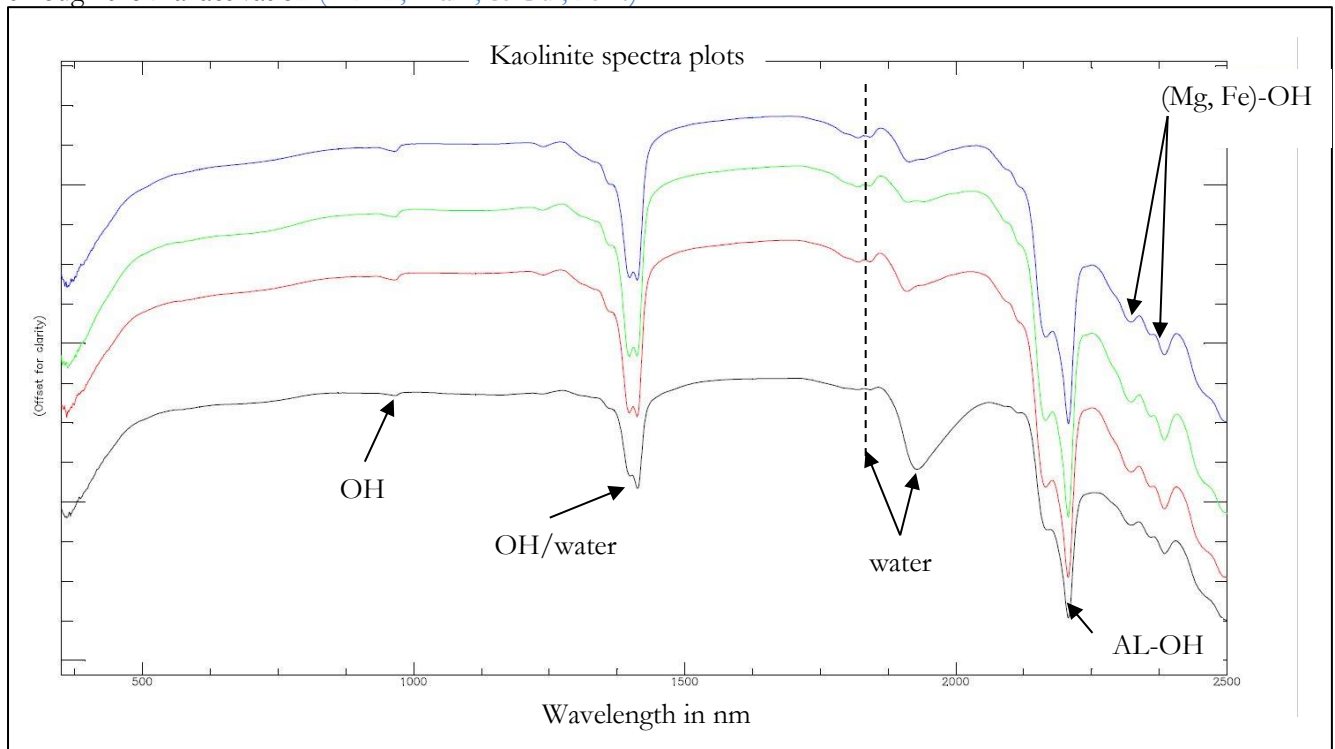 Kaolinite spectra plots
(Mg, Fe)-OH
(Offset for clarity)
OH
OH/water
water
AL-OH
500 1000 1500 2000 2500
Wavelength in nm